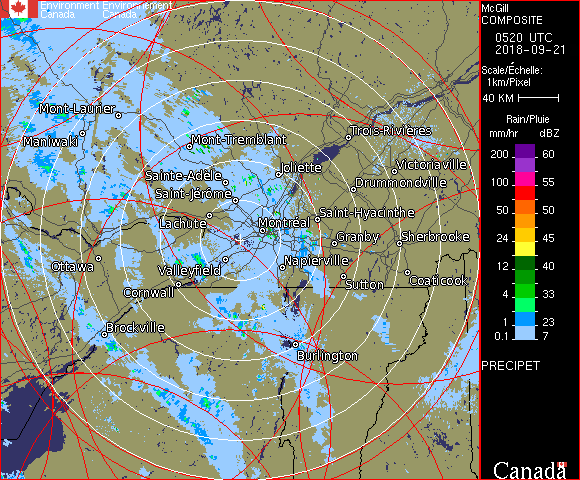 Environment Environnement
Canada Canada
McGill
COMPOSITE
0520 UTC
2018-09-21
Scale/Échelle:
1km/Pixel
40 KM
Rain/Pluie
mm/hr dBZ
200 60
100 55
50 50
24 45
12 40
4 33
1 23
0.1 7
PRECIPET
Canada
Mont-Laurier
Maniwaki
Mont-Tremblant
Trois-Rivières
Joliette
Victoriaville
Sainte-Adèle
Drummondville
Saint-Jérôme
Saint-Hyacinthe
Lachute
Montréal
Granby
Sherbrooke
Ottawa
Valleyfield
Napierville
Sutton
Coaticook
Cornwall
Brockville
Burlington